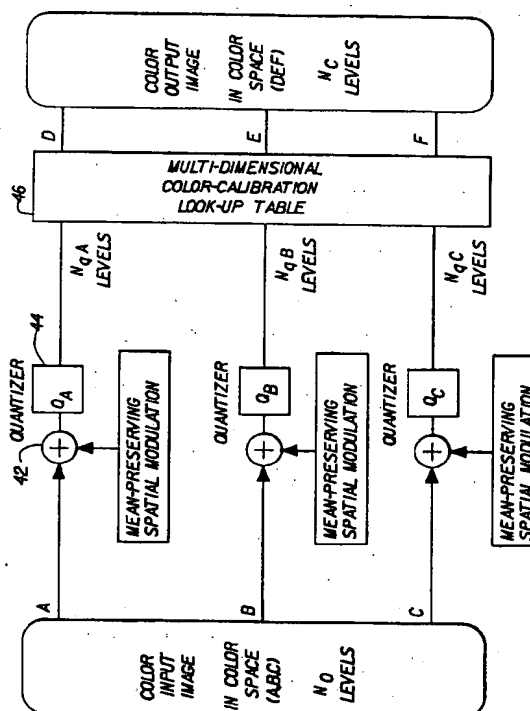 COLOR
INPUT
IMAGE
IN COLOR
SPACE
(A,B,C)
N0
LEVELS
A
B
C
42
QUANTIZER
44
+
QA
MEAN-PRESERVING
SPATIAL MODULATION
NqA
LEVELS
QUANTIZER
+
QB
MEAN-PRESERVING
SPATIAL MODULATION
NqB
LEVELS
QUANTIZER
+
QC
MEAN-PRESERVING
SPATIAL MODULATION
NqC
LEVELS
46
MULTI-DIMENSIONAL
COLOR-CALIBRATION
LOOK-UP TABLE
D
E
F
COLOR
OUTPUT
IMAGE
IN COLOR
SPACE
(DEF)
NC
LEVELS